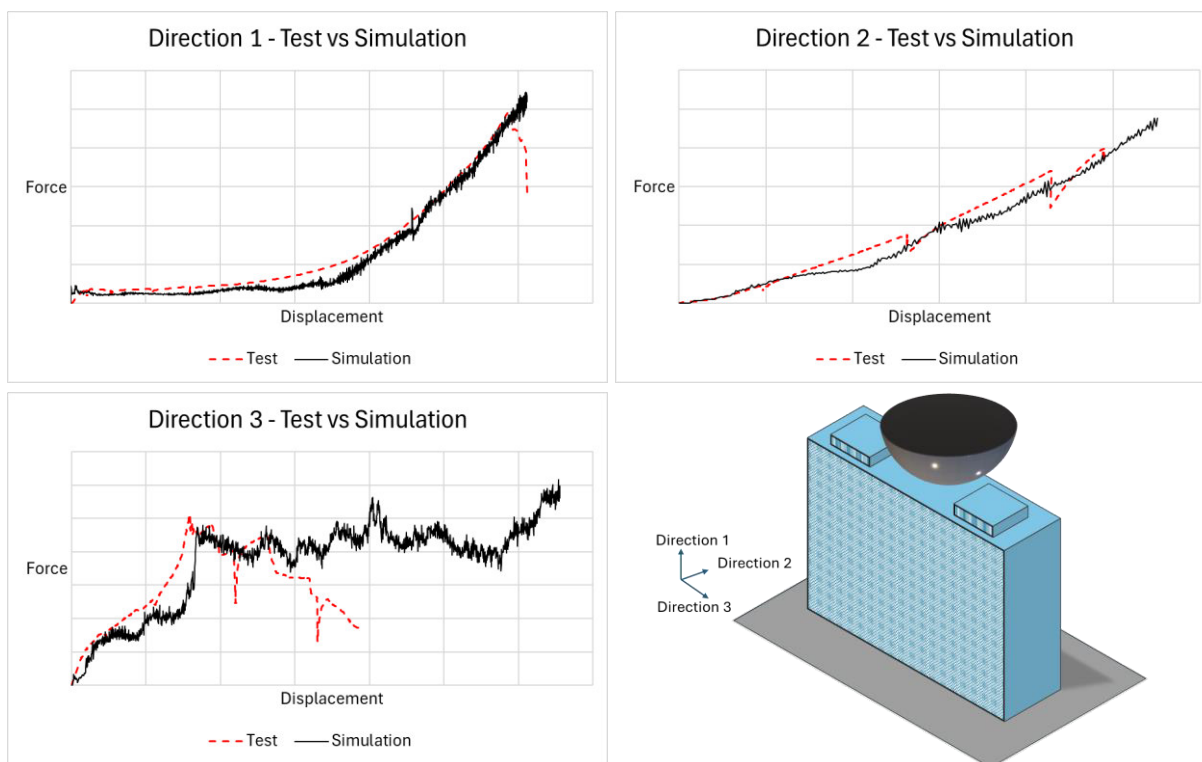 Direction 1 - Test vs Simulation
Force
Displacement
Test Simulation
Direction 2 - Test vs Simulation
Force
Displacement
Test Simulation
Direction 3 - Test vs Simulation
Force
Displacement
Test Simulation
Direction 1
Direction 2
Direction 3